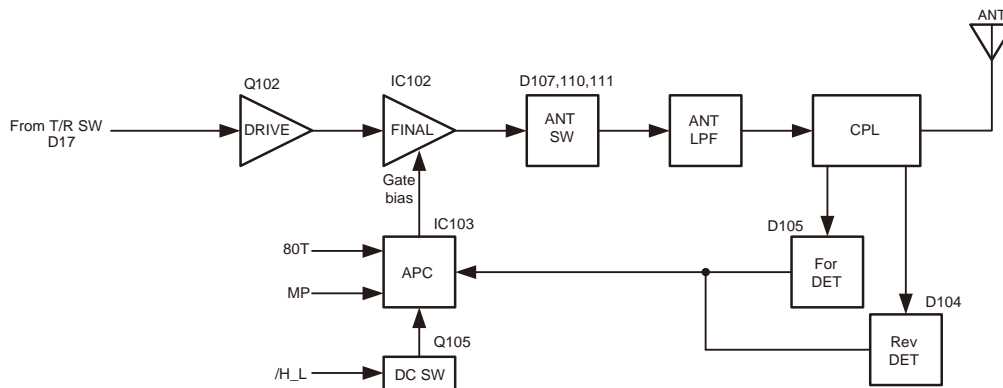 ANT
Q102
IC102
D107,110,111
From T/R SW
D17
DRIVE
FINAL
ANT
SW
ANT
LPF
CPL
Gate
bias
IC103
D105
80T
MP
APC
For
DET
D104
Q105
Rev
DET
/H_L
DC SW